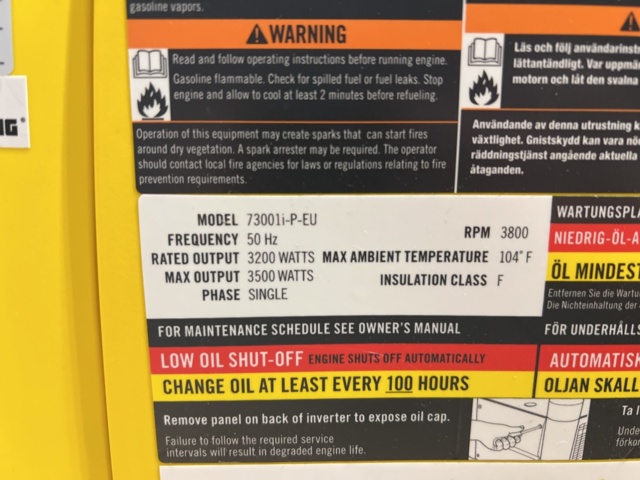 gasoline vapors.
WARNING
Read and follow operating instructions before running engine.
Gasoline flammable. Check for spilled fuel or fuel leaks. Stop
engine and allow to cool at least 2 minutes before refueling.
Operation of this equipment may create sparks that can start fires
around dry vegetation. A spark arrester may be required. The operator
should contact local fire agencies for laws or regulations relating to fire
prevention requirements.
Läs och följ
lättantändligt. Var
motorn och låt den svalna
Användande av denna utrustning
växtlighet. Gnistskydd kan vara
räddningstjänst angående aktuella
åtaganden.
MODEL 73001i-P-EU
FREQUENCY 50 Hz
RATED OUTPUT 3200 WATTS
MAX OUTPUT 3500 WATTS
PHASE SINGLE
RPM 3800
MAX AMBIENT TEMPERATURE 104°F
INSULATION CLASS F
FOR MAINTENANCE SCHEDULE SEE OWNER'S MANUAL
LOW OIL SHUT-OFF ENGINE SHUTS OFF AUTOMATICALLY
CHANGE OIL AT LEAST EVERY 100 HOURS
Remove panel on back of inverter to expose oil cap.
Failure to follow the required service
intervals will result in degraded engine life.
WARTUNGSPLA
NIEDRIG-ÖL-A
ÖL MINDEST
Entfernen Sie die
Die Nichteinhaltung der
FÖR UNDERHÅLLS
AUTOMATISK
OLJAN SKALL
Ta